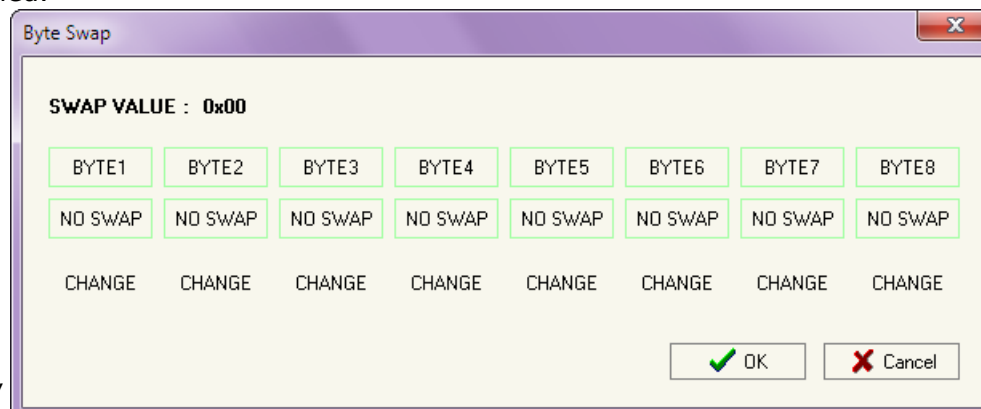 Byte Swap
SWAP VALUE : 0x00
BYTE1 BYTE2 BYTE3 BYTE4 BYTE5 BYTE6 BYTE7 BYTE8
NO SWAP NO SWAP NO SWAP NO SWAP NO SWAP NO SWAP NO SWAP NO SWAP
CHANGE CHANGE CHANGE CHANGE CHANGE CHANGE CHANGE CHANGE
OK Cancel